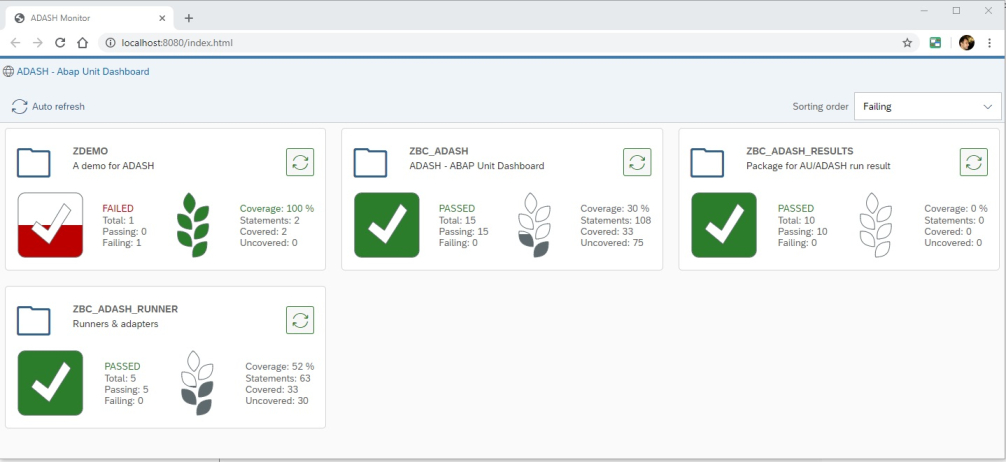 ADASH Monitor
localhost:8080/index.html
ADASH - Abap Unit Dashboard
Auto refresh
Sorting order
Failing
ZDEMO
A demo for ADASH
FAILED
Total: 1
Passing: 0
Failing: 1
Coverage: 100 %
Statements: 2
Covered: 2
Uncovered: 0
ZBC_ADASH
ADASH - ABAP Unit Dashboard
PASSED
Total: 15
Passing: 15
Failing: 0
Coverage: 30 %
Statements: 108
Covered: 33
Uncovered: 75
ZBC_ADASH_RESULTS
Package for AU/ADASH run result
PASSED
Total: 10
Passing: 10
Failing: 0
Coverage: 0 %
Statements: 0
Covered: 0
Uncovered: 0
ZBC_ADASH_RUNNER
Runners & adapters
PASSED
Total: 5
Passing: 5
Failing: 0
Coverage: 52 %
Statements: 63
Covered: 33
Uncovered: 30